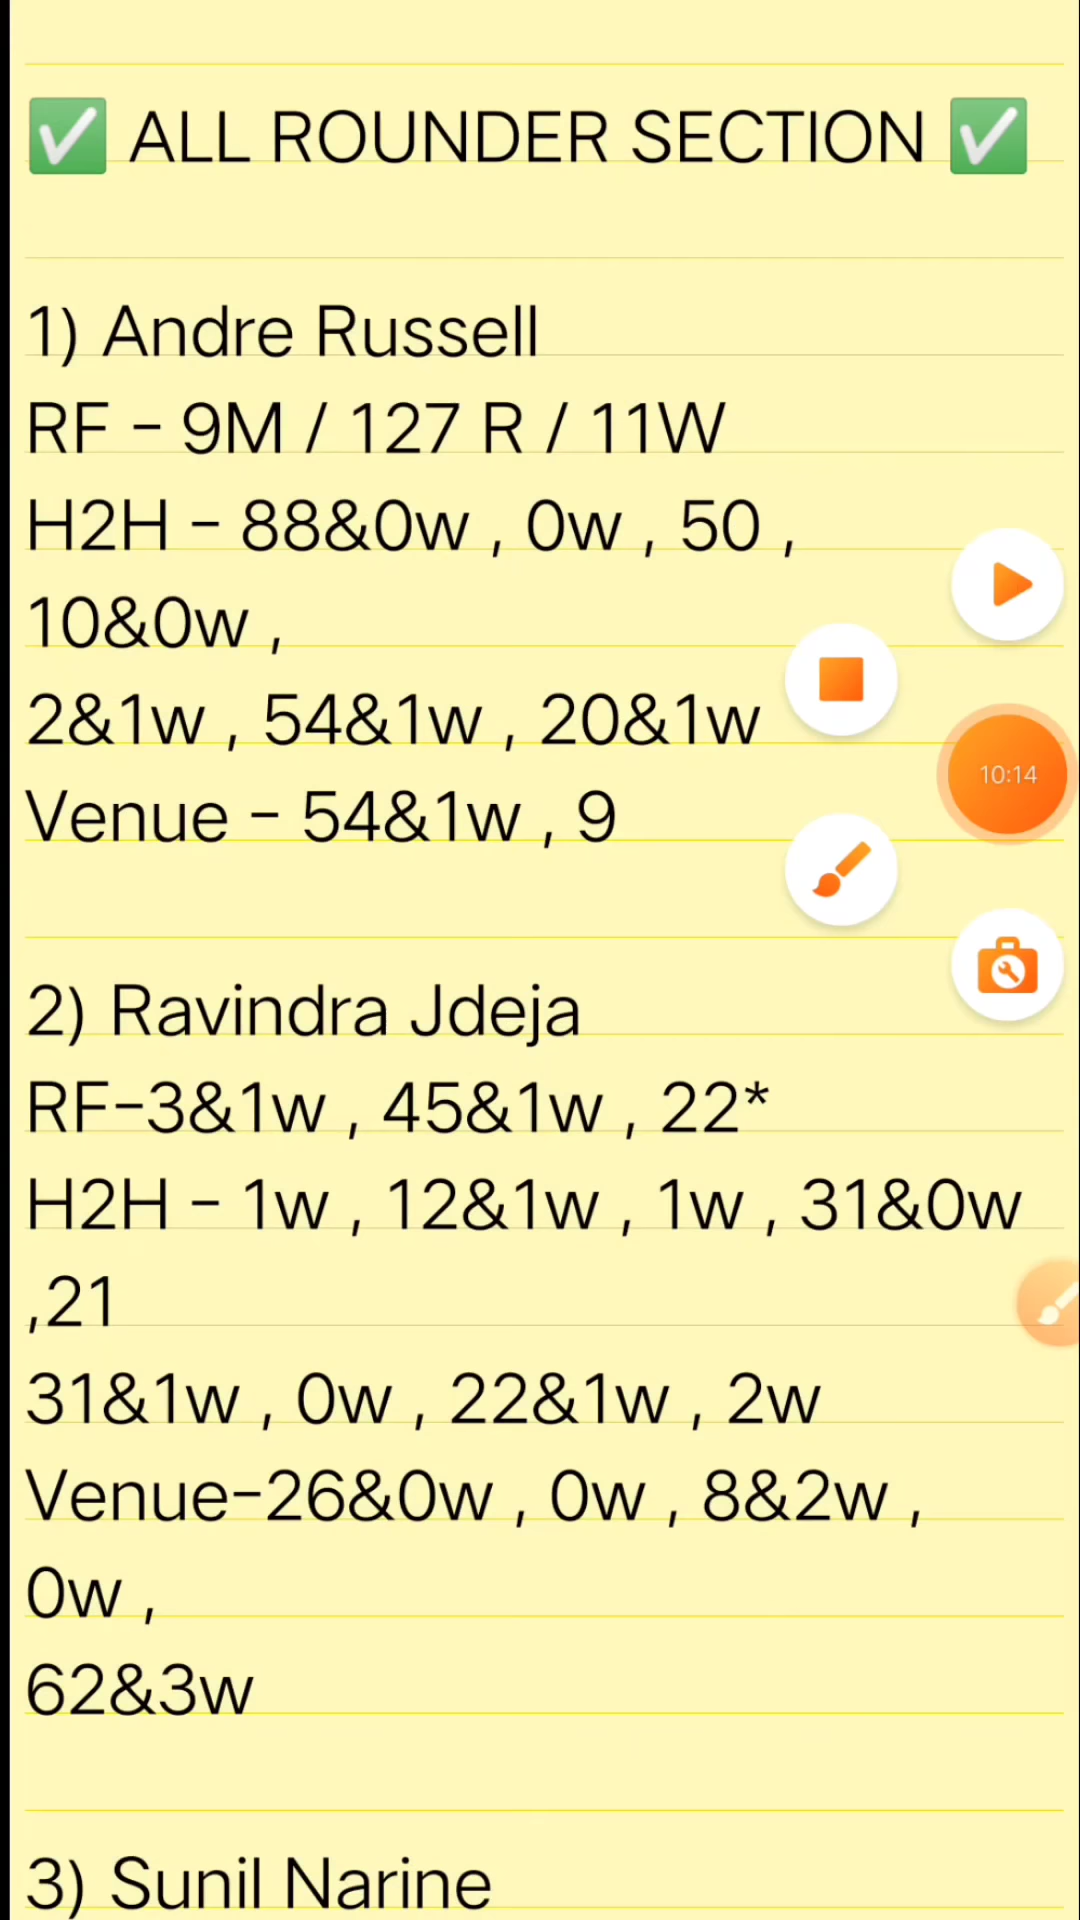 ✅ ALL ROUNDER SECTION ✅
1) Andre Russell
RF - 9M / 127 R / 11W
H2H - 88&0w , 0w , 50 ,
10&0w ,
2&1w , 54&1w , 20&1w
10:14
Venue - 54&1w , 9
2) Ravindra Jdeja
RF-3&1w , 45&1w , 22*
H2H - 1w , 12&1w , 1w , 31&0w
,21
31&1w , 0w , 22&1w , 2w
Venue-26&0w , 0w , 8&2w ,
0w ,
62&3w
3) Sunil Narine